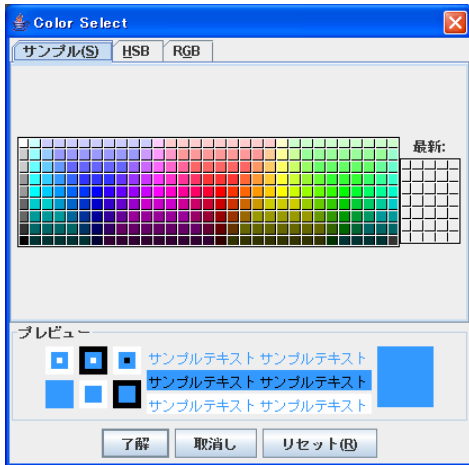 Color Select
サンプル(S) HSB RGB
最新:
プレビュー
サンプルテキスト サンプルテキスト
サンプルテキスト サンプルテキスト
サンプルテキスト サンプルテキスト
了解 取消し リセット(R)